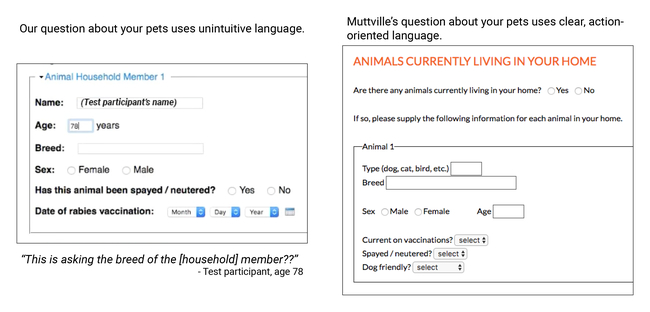 Our question about your pets uses unintuitive language.
Animal Household Member 1
Name: (Test participant's name)
Age: 78 years
Breed:
Sex: Female Male
Has this animal been spayed / neutered? Yes No
Date of rabies vaccination: Month Day Year
"This is asking the breed of the [household] member??"
- Test participant, age 78
Muttville's question about your pets uses clear, action-
oriented language.
ANIMALS CURRENTLY LIVING IN YOUR HOME
Are there any animals currently living in your home? Yes No
If so, please supply the following information for each animal in your home.
Animal 1
Type (dog, cat, bird, etc.)
Breed
Sex Male Female Age
Current on vaccinations? select
Spayed / neutered? select
Dog friendly? select